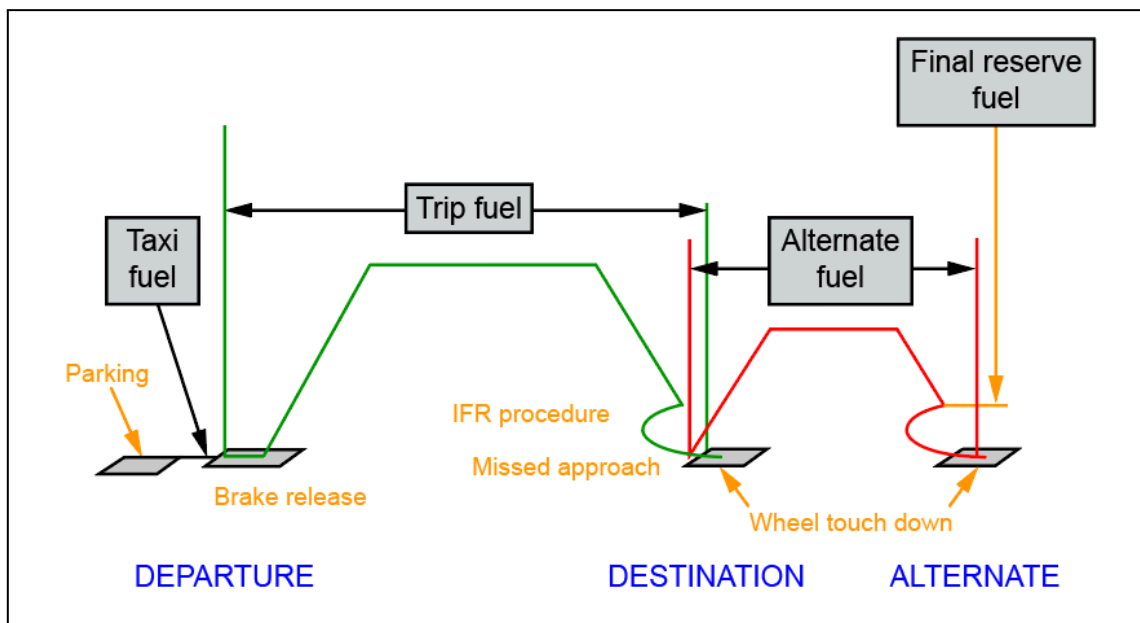 Final reserve
fuel
Trip fuel
Taxi
fuel
Alternate
fuel
Parking
IFR procedure
Missed approach
Brake release
Wheel touch down
DEPARTURE
DESTINATION
ALTERNATE